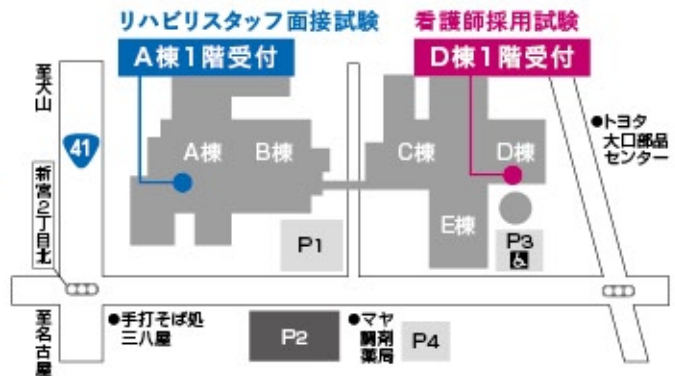 リハビリスタッフ面接試験
A棟1階受付
看護師採用試験
D棟1階受付
至犬山
41
新宮2丁目北
至名古屋
A棟
B棟
C棟
D棟
E棟
●トヨタ
大口部品
センター
P1
P3
●手打そば処
三八屋
P2
●マヤ
調剤
薬局
P4